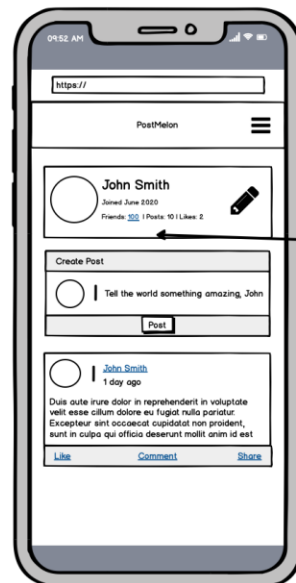 09:52 AM
https://
PostMelon
John Smith
Joined June 2020
Friends: 100 | Posts: 10 | Likes: 2
Create Post
Tell the world something amazing, John
Post
John Smith
1 day ago
Duis aute irure dolor in reprehenderit in voluptate
velit esse cillum dolore eu fugiat nulla pariatur.
Excepteur sint occaecat cupidatat non proident,
sunt in culpa qui officia deserunt mollit anim id est
Like Comment Share